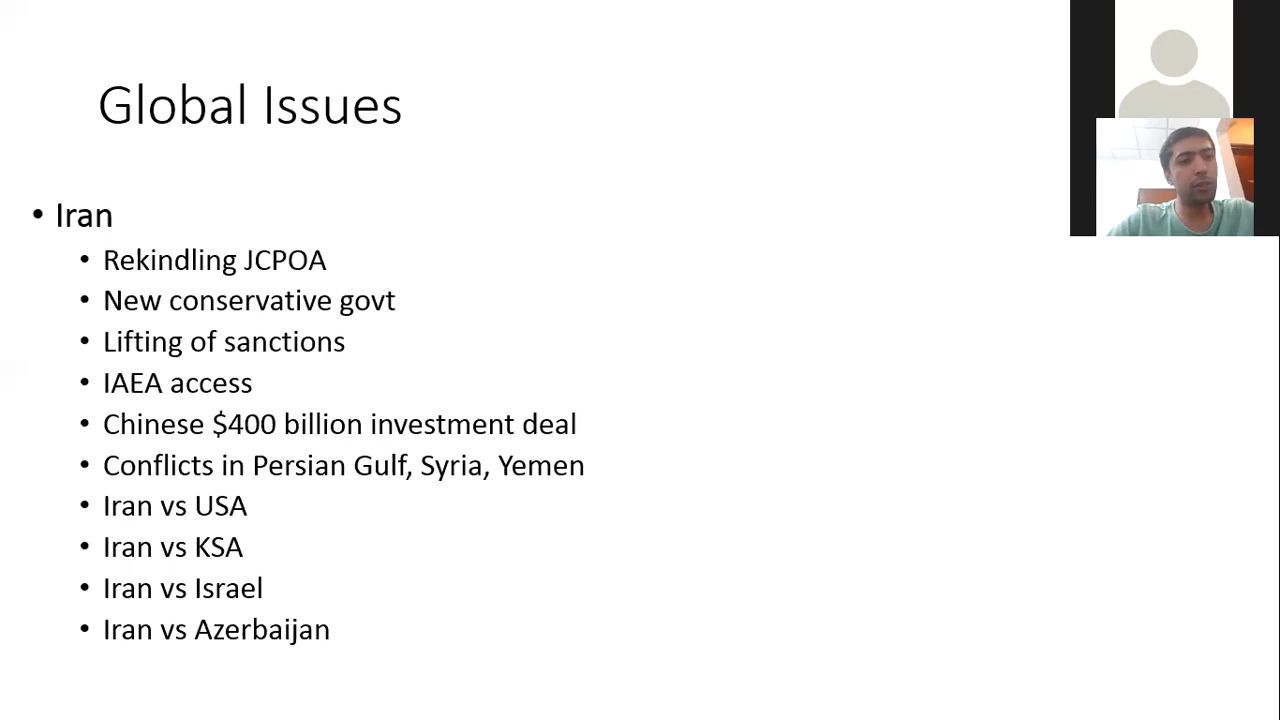 Global Issues
• Iran
• Rekindling JCPOA
• New conservative govt
• Lifting of sanctions
• IAEA access
• Chinese $400 billion investment deal
• Conflicts in Persian Gulf, Syria, Yemen
• Iran vs USA
• Iran vs KSA
• Iran vs Israel
• Iran vs Azerbaijan